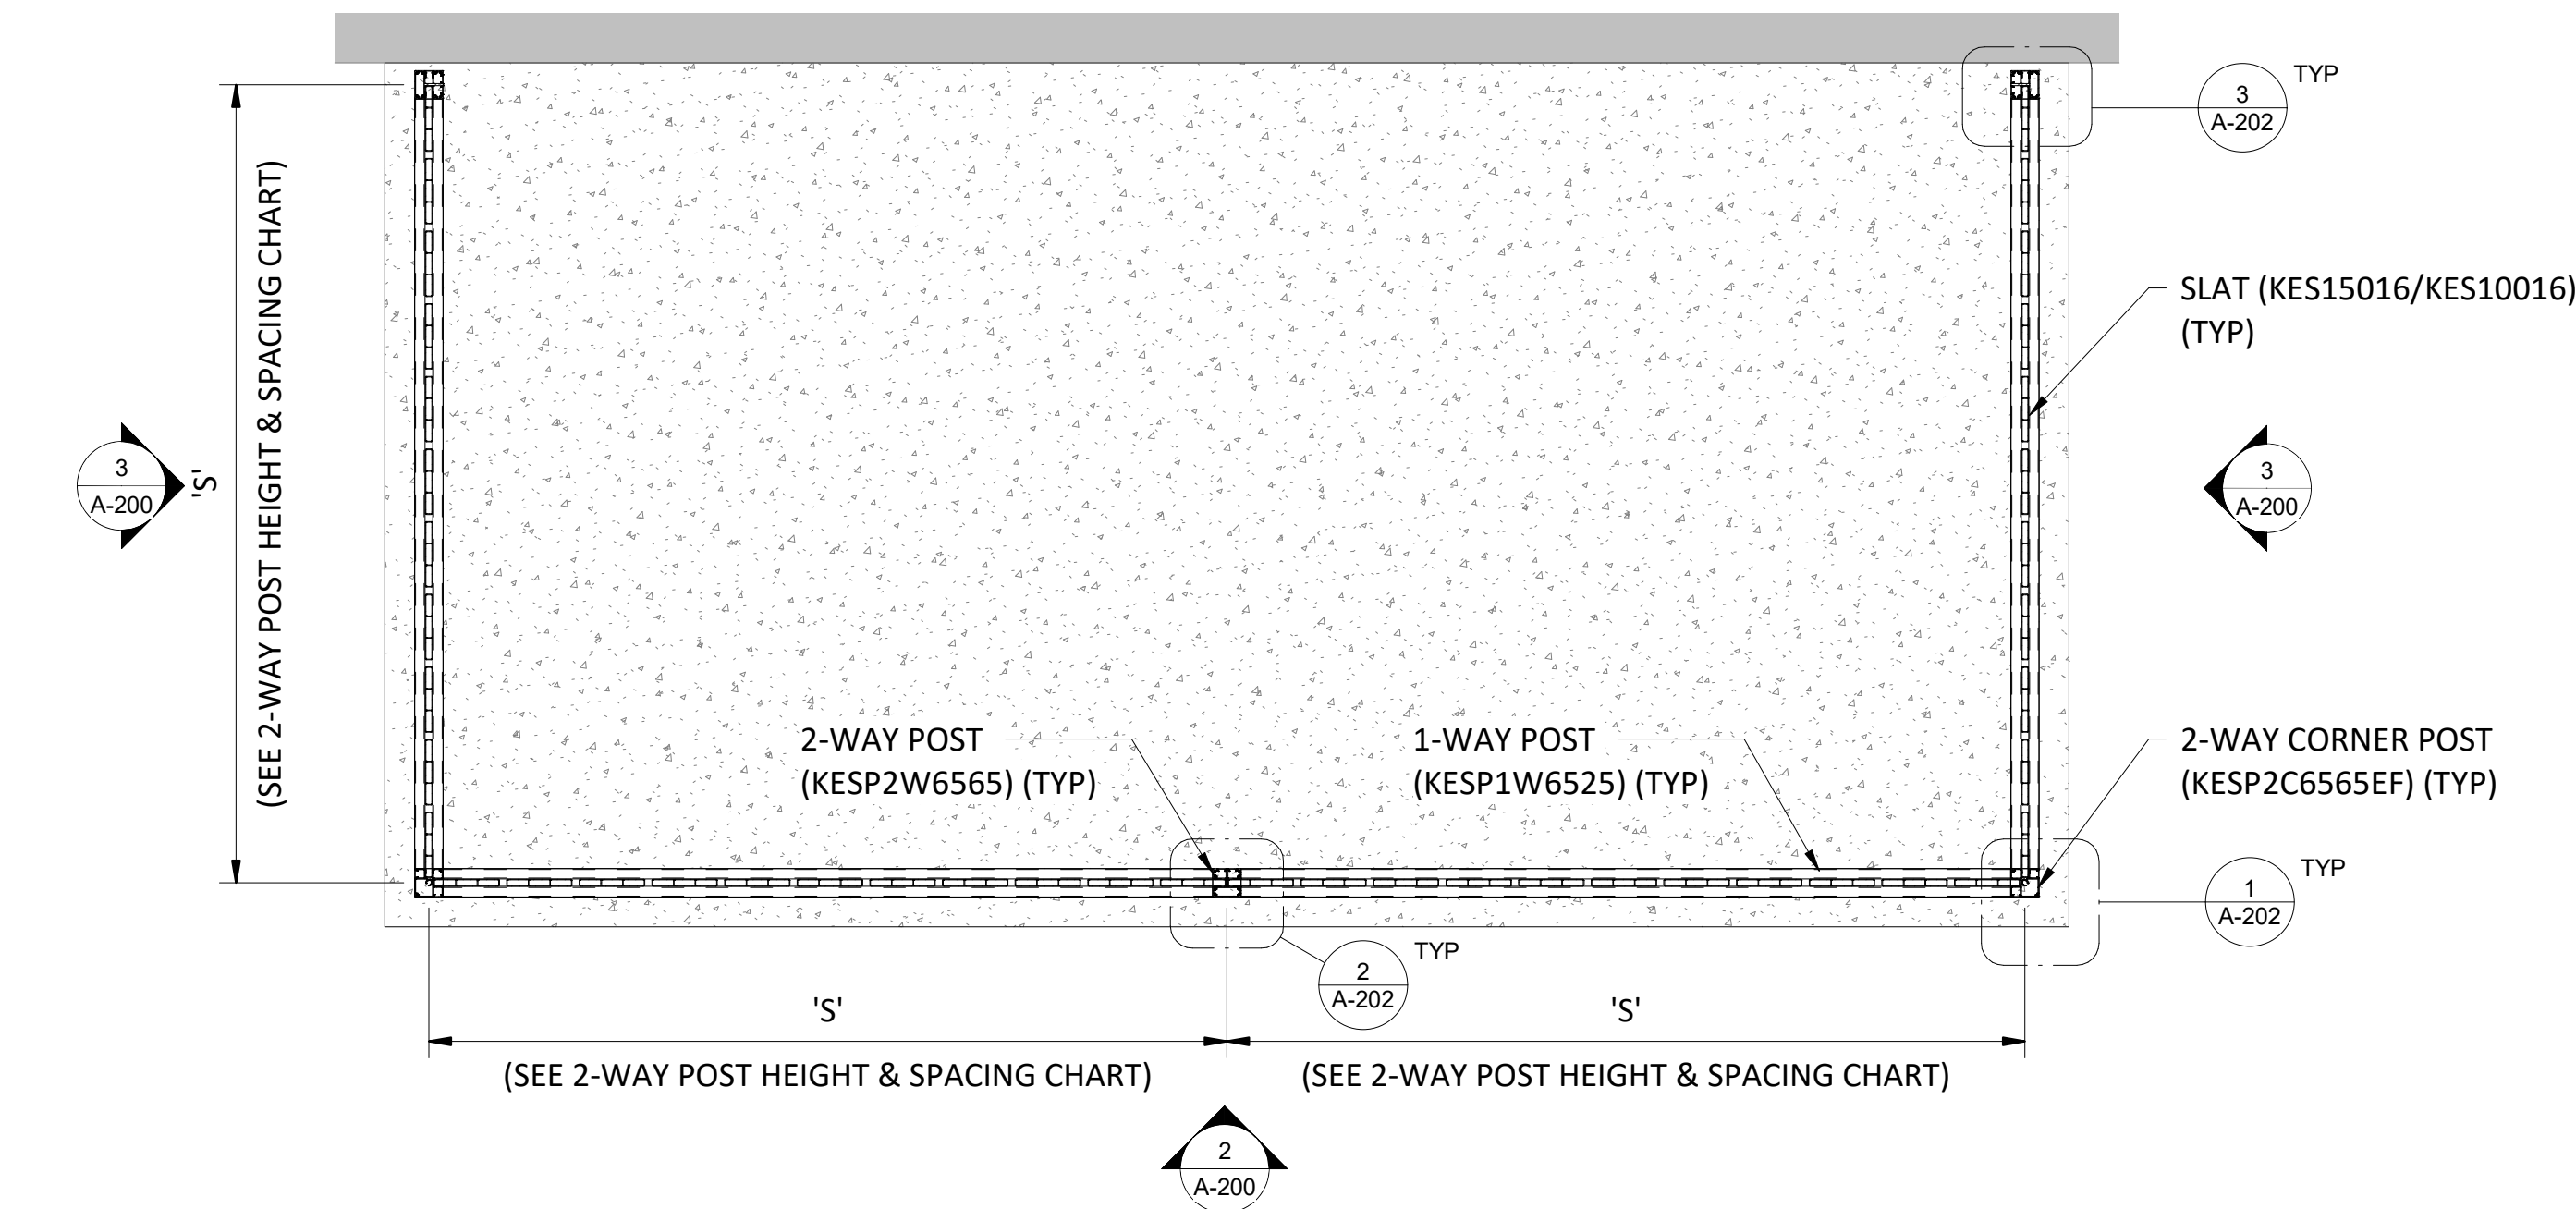 3
A-202
TYP
(SEE 2-WAY POST HEIGHT & SPACING CHART)
'S'
SLAT (KES15016/KES10016)
(TYP)
3
A-200
3
A-200
2-WAY POST
(KESP2W6565) (TYP)
1-WAY POST
(KESP1W6525) (TYP)
2-WAY CORNER POST
(KESP2C6565EF) (TYP)
1
A-202
TYP
2
A-202
TYP
'S'
(SEE 2-WAY POST HEIGHT & SPACING CHART)
'S'
(SEE 2-WAY POST HEIGHT & SPACING CHART)
2
A-200